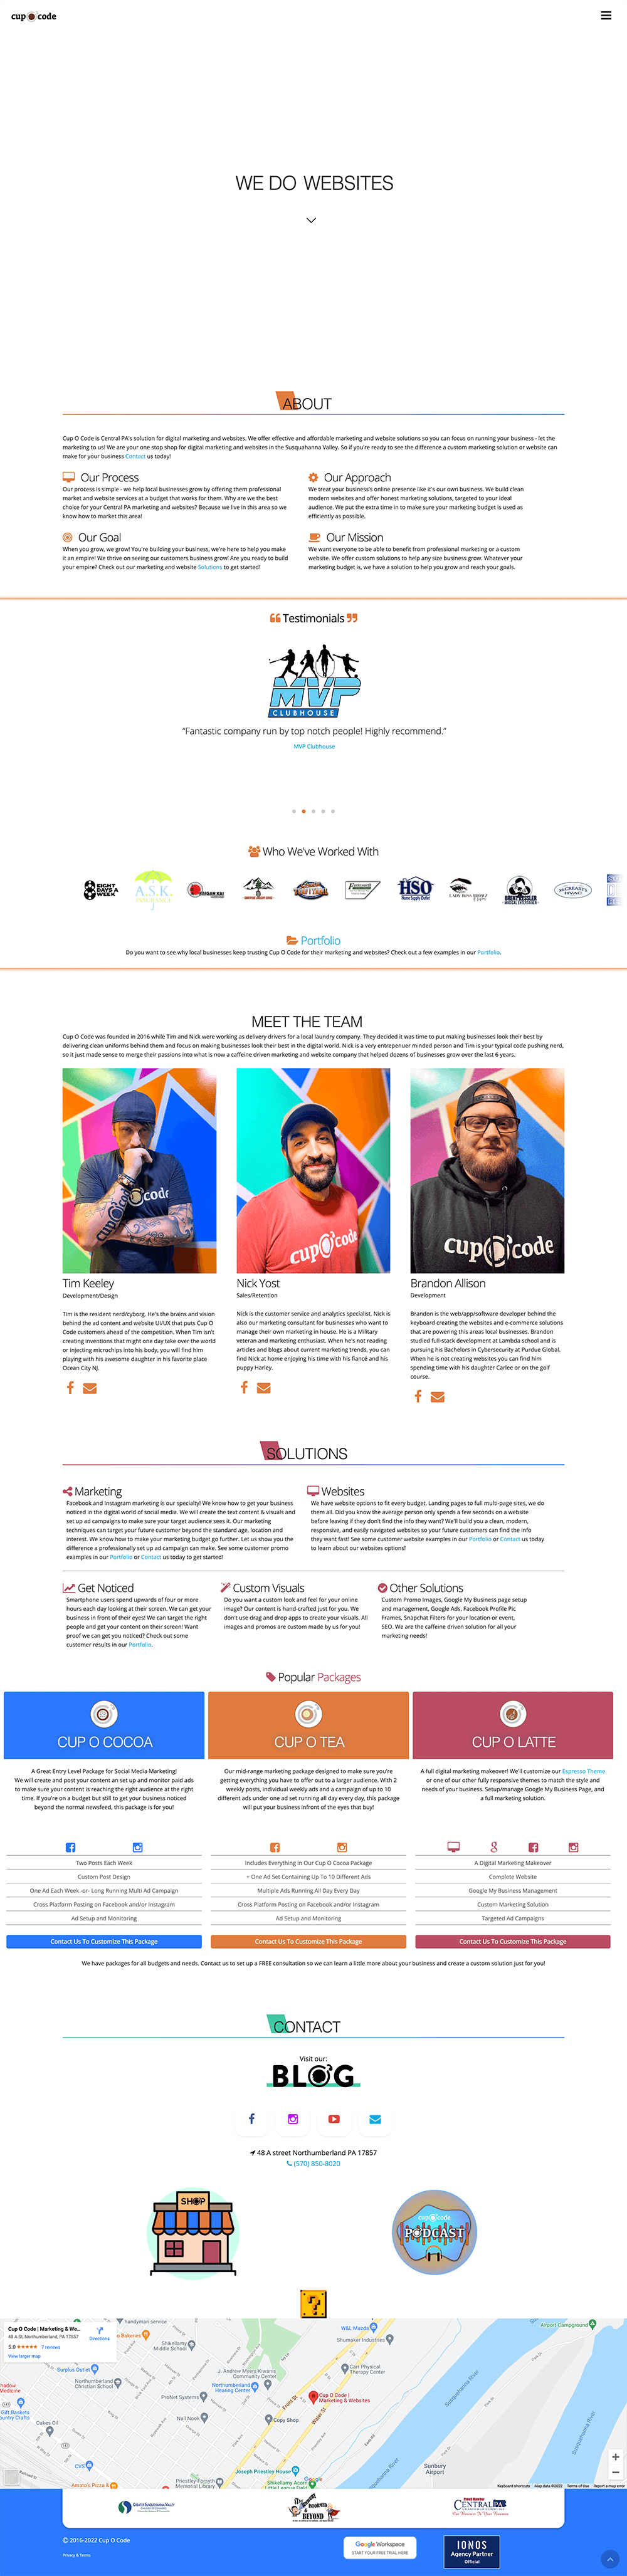 cup O code
WE DO WEBSITES
ABOUT
Cup O Code is Central PA's solution for digital marketing and websites. We offer effective and affordable marketing and website solutions so you can focus on running your business - let the
marketing to us! We are your one stop shop for digital marketing and websites in the Susquahanna Valley. So if you're ready to see the difference a custom marketing solution or website can
make for your business Contact us today!
Our Process
Our process is simple - we help local businesses grow by offering them professional
market and website services at a budget that works for them. Why are we the best
choice for your Central PA marketing and websites? Because we live in this area so we
know how to market this area!
Our Approach
We treat your business's online presence like it's our own business. We build clean
modern websites and offer honest marketing solutions, targeted to your ideal
audience. We put the extra time in to make sure your marketing budget is used as
efficiently as possible.
Our Goal
When you grow, we grow! You're building your business, we're here to help you make
it an empire! We thrive on seeing our customers business grow! Are you ready to build
your empire? Check out our marketing and website Solutions to get started!
Our Mission
We want everyone to be able to benefit from professional marketing or a custom
website. We offer custom solutions to help any size business grow. Whatever your
marketing budget is, we have a solution to help you grow and reach your goals.
Testimonials
MVP
CLUBHOUSE
“Fantastic company run by top notch people! Highly recommend.”
MVP Clubhouse
Who We've Worked With
EIGHT
DAYS A
WEEK
A.S.K.
HSO
Home Supply Outlet
McCREARY'S
HVAC
Portfolio
Do you want to see why local businesses keep trusting Cup O Code for their marketing and websites? Check out a few examples in our Portfolio.
MEET THE TEAM
Cup O Code was founded in 2016 while Tim and Nick were working as delivery drivers for a local laundry company. They decided it was time to put making businesses look their best by
delivering clean uniforms behind them and focus on making businesses look their best in the digital world. Nick is a very entrepenuer minded person and Tim is your typical code pushing nerd,
so it just made sense to merge their passions into what is now a caffeine driven marketing and website company that helped dozens of businesses grow over the last 6 years.
cup O code
cup O code
cup O code
Tim Keeley
Development/Design
Tim is the resident nerd/cyborg. He's the brains and vision
behind the ad content and website UI/UX that puts Cup O
Code customers ahead of the competition. When Tim isn't
creating inventions that might one day take over the world
or injecting microchips into his body, you will find him
playing with his awesome daughter in his favorite place
Ocean City NJ.
Nick Yost
Sales/Retention
Nick is the customer service and analytics specialist. Nick is
also our marketing consultant for businesses who want to
manage their own marketing in house. He is a Military
veteran and marketing enthusiast. When he's not reading
articles and blogs about current marketing trends, you can
find Nick at home enjoying his time with his fiancé and his
puppy Harley.
Brandon Allison
Development
Brandon is the web/app/software developer behind the
keyboard creating the websites and e-commerce solutions
that are powering this areas local businesses. Brandon
studied full-stack development at Lambda school and is
pursuing his Bachelors in Cybersecurity at Purdue Global.
When he is not creating websites you can find him
spending time with his daughter Carlee or on the golf
course.
SOLUTIONS
Marketing
Facebook and Instagram marketing is our specialty! We know how to get your business
noticed in the digital world of social media. We will create the text content & visuals and
set up ad campaigns to make sure your target audience sees it. Our marketing
techniques can target your future customer beyond the standard age, location and
interest. We know how to make your marketing budget go further. Let us show you the
difference a professionally set up ad campaign can make. See some customer promo
examples in our Portfolio or Contact us today to get started!
Websites
We have website options to fit every budget. Landing pages to full multi-page sites, we do
them all. Did you know the average person only spends a few seconds on a website
before leaving if they don't find the info they want? We'll build you a clean, modern,
responsive, and easily navigated websites so your future customers can find the info
they want fast! See some customer website examples in our Portfolio or Contact us today
to learn about our websites options!
Get Noticed
Smartphone users spend upwards of four or more
hours each day looking at their screen. We can get your
business in front of their eyes! We can target the right
people and get your content on their screen! Want
proof we can get you noticed? Check out some
customer results in our Portfolio.
Custom Visuals
Do you want a custom look and feel for your online
image? Our content is hand-crafted just for you. We
don't use drag and drop apps to create your visuals. All
images and promos are custom made by us for you!
Other Solutions
Custom Promo Images, Google My Business page setup
and management, Google Ads, Facebook Profile Pic
Frames, Snapchat Filters for your location or event,
SEO. We are the caffeine driven solution for all your
marketing needs!
Popular Packages
CUP O COCOA
A Great Entry Level Package for Social Media Marketing!
We will create and post your content an set up and monitor paid ads
to make sure your content is reaching the right audience at the right
time. If you're on a budget but still to get your business noticed
beyond the normal newsfeed, this package is for you!
Two Posts Each Week
Custom Post Design
One Ad Each Week -or- Long Running Multi Ad Campaign
Cross Platform Posting on Facebook and/or Instagram
Ad Setup and Monitoring
Contact Us To Customize This Package
CUP O TEA
Our mid-range marketing package designed to make sure you're
getting everything you have to offer out to a larger audience. With 2
weekly posts, individual weekly ads and a campaign of up to 10
different ads under one ad set running all day every day, this package
will put your business infront of the eyes that buy!
Includes Everything in Our Cup O Cocoa Package
+ One Ad Set Containing Up To 10 Different Ads
Multiple Ads Running All Day Every Day
Cross Platform Posting on Facebook and/or Instagram
Ad Setup and Monitoring
Contact Us To Customize This Package
CUP O LATTE
A full digital marketing makeover! We'll customize our Espresso Theme
or one of our other fully responsive themes to match the style and
needs of your business. Setup/manage Google My Business Page, and
a full marketing solution.
A Digital Marketing Makeover
Complete Website
Google My Business Management
Custom Marketing Solution
Targeted Ad Campaigns
Contact Us To Customize This Package
We have packages for all budgets and needs. Contact us to set up a FREE consultation so we can learn a little more about your business and create a custom solution just for you!
CONTACT
Visit our:
BLOG
48 A street Northumberland PA 17857
(570) 850-8020
SHOP
cup O code
PODCAST
?
Cup O Code | Marketing & We...
48 A St, Northumberland, PA 17857
5.0 ★★★★★ 7 reviews
View larger map
Directions
handyman service
Bakeries
Shikellamy
Middle School
Surplus Outlet
Northumberland
Christian School
Gift Baskets
Country Crafts
Oakes Oil
CVS
ProNet Systems
Nail Nook
J. Andrew Myers Kiwanis
Community Center
Northumberland
Hearing Center
Copy Shop
Front St
Water St
W&L Mazda
Shumaker Industries
Carl Physical
Therapy Center
Cup O Code |
Marketing & Websites
Joseph Priestley House
Priestley Forsyth
Memorial Library
Shikellamy Acers
Google
Airport Campground
Susquehanna River
Sunbury
Airport
Keyboard shortcuts
Map data ©2022
Terms of Use
Report a map error
BEYOND
CENTRAL PA
© 2016-2022 Cup O Code
Privacy & Terms
Google Workspace
START YOUR FREE TRIAL HERE
IONOS
Agency Partner
Official